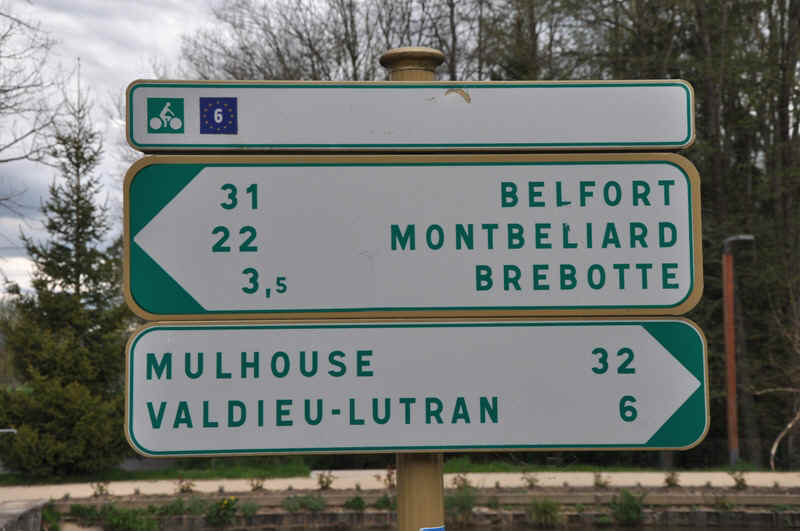 6
31 BELFORT
22 MONTBELIARD
3,5 BREBOTTE
MULHOUSE 32
VALDIEU-LUTRAN 6